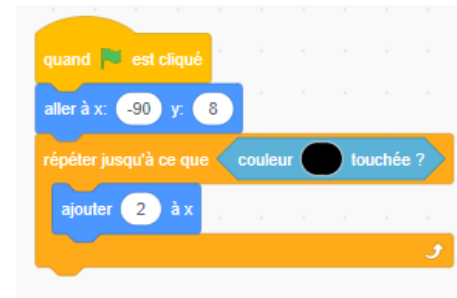 quand est cliqué
aller à x: -90 y: 8
répéter jusqu'à ce que couleur touchée ?
ajouter 2 à x